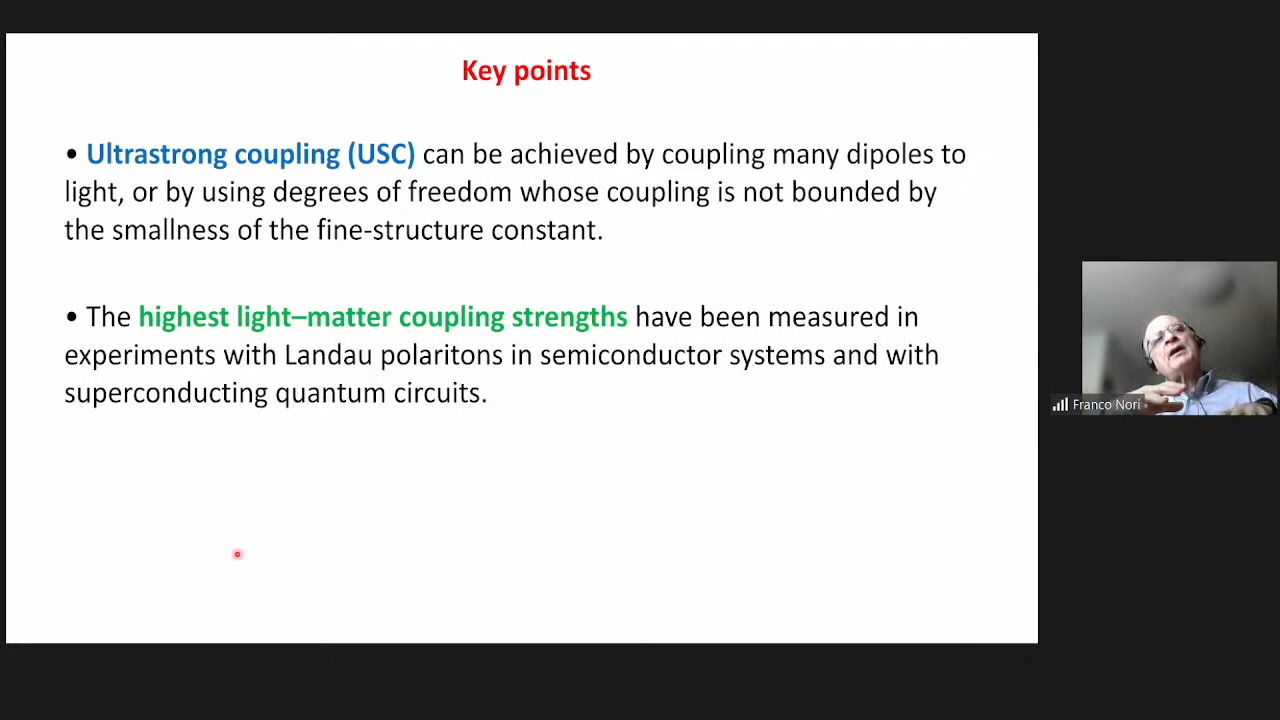 Key points
• Ultrastrong coupling (USC) can be achieved by coupling many dipoles to
light, or by using degrees of freedom whose coupling is not bounded by
the smallness of the fine-structure constant.
• The highest light–matter coupling strengths have been measured in
experiments with Landau polaritons in semiconductor systems and with
superconducting quantum circuits.
Franco Nori